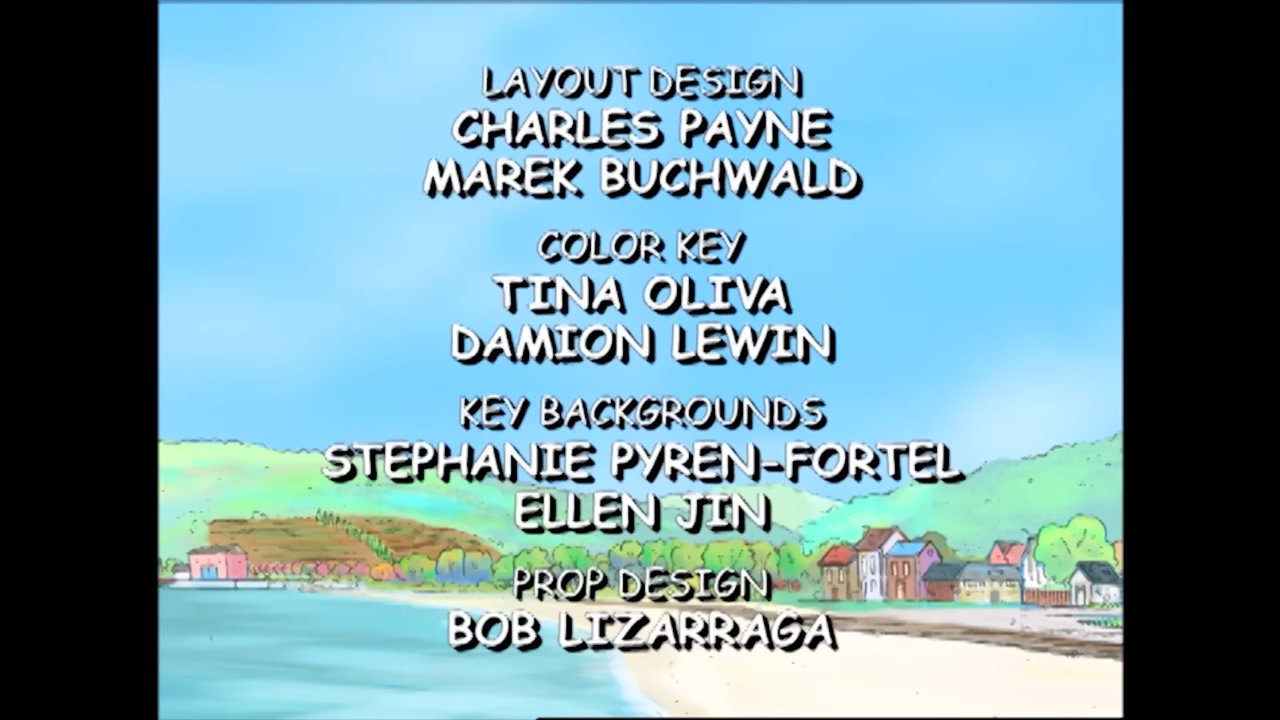 LAYOUT DESIGN
CHARLES PAYNE
MAREK BUCHWALD
COLOR KEY
TINA OLIVA
DAMION LEWIN
KEY BACKGROUNDS
STEPHANIE PYREN-FORTEL
ELLEN JIN
PROP DESIGN
BOB LIZARRAGA